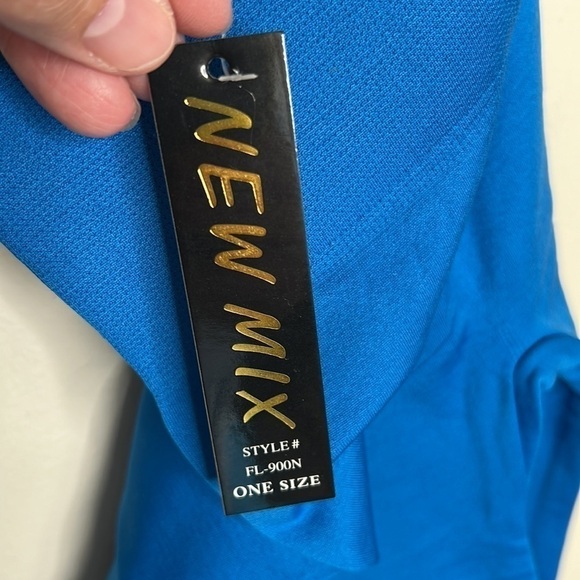 NEW MIX
STYLE#
FL-900N
ONE SIZE